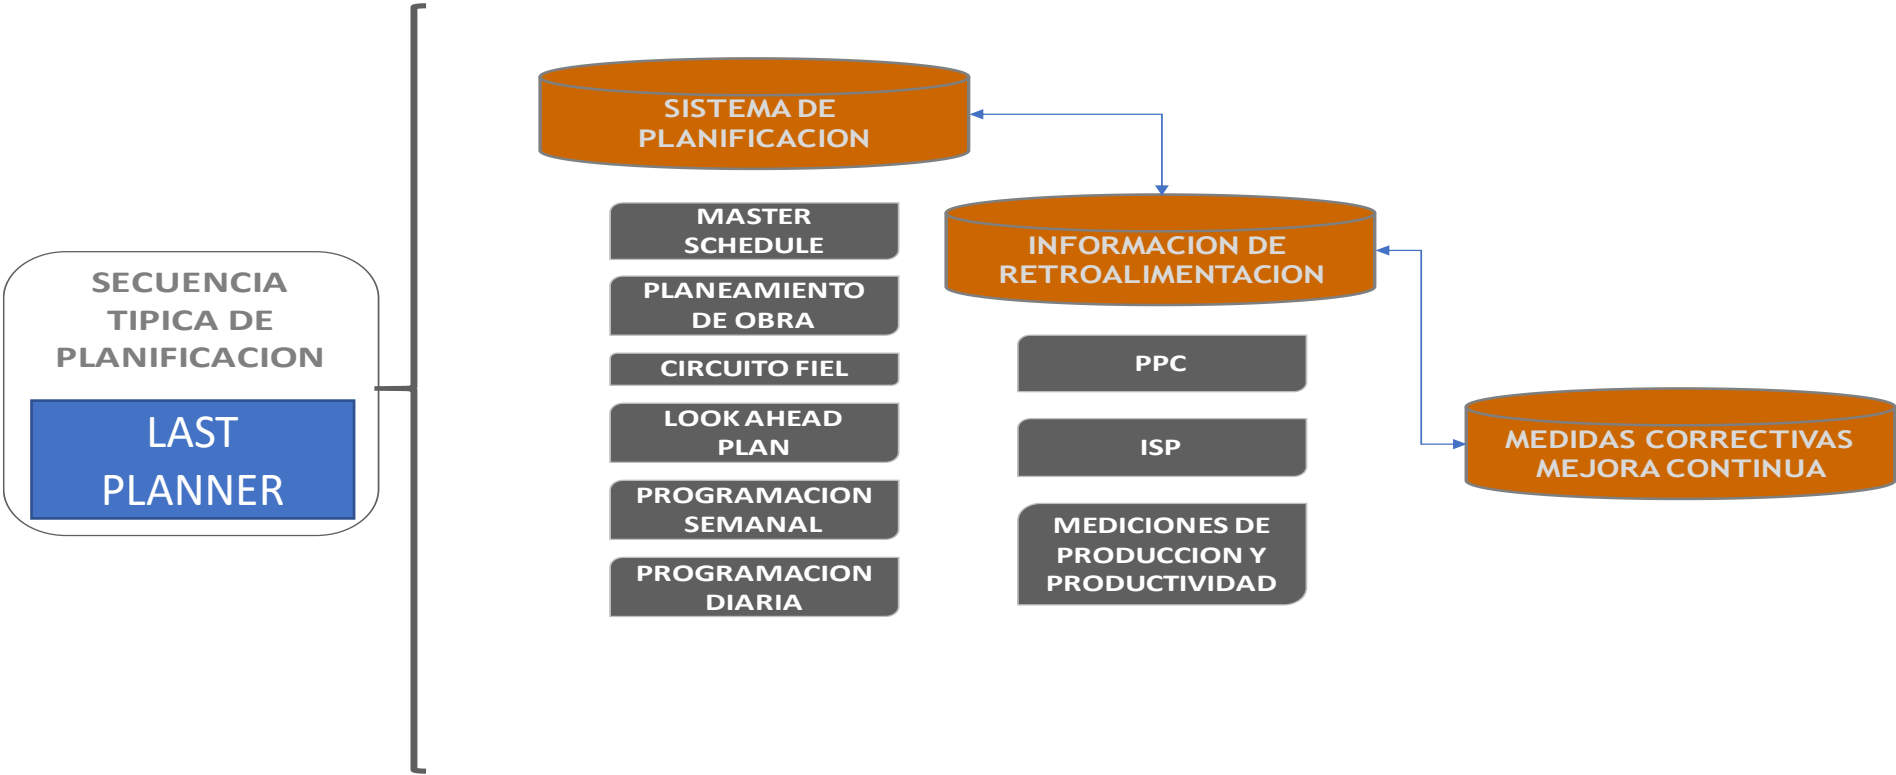 SECUENCIA
TIPICA DE
PLANIFICACION
LAST
PLANNER
SISTEMA DE
PLANIFICACION
MASTER
SCHEDULE
PLANEAMIENTO
DE OBRA
CIRCUITO FIEL
LOOK AHEAD
PLAN
PROGRAMACION
SEMANAL
PROGRAMACION
DIARIA
INFORMACION DE
RETROALIMENTACION
PPC
ISP
MEDICIONES DE
PRODUCCION Y
PRODUCTIVIDAD
MEDIDAS CORRECTIVAS
MEJORA CONTINUA